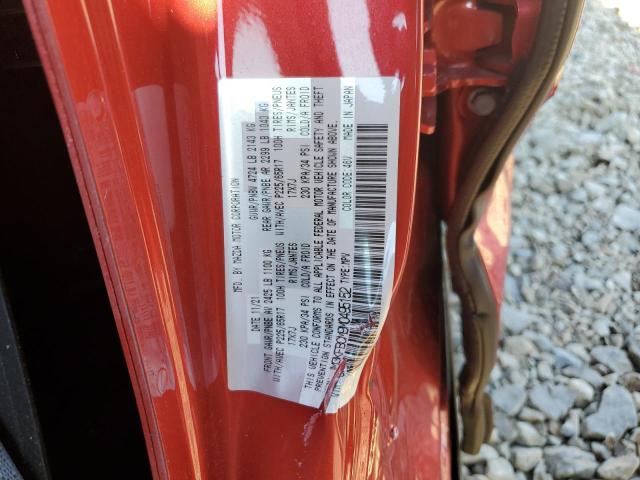 MFD. BY MAZDA MOTOR CORPORATION
DATE 11/21 GVWR/PNBV 4724 LB 2143 KG
FRONT GAWR/PNBE AV 2425 LB 1100 KG REAR GAWR/PNBE AR 2299 LB 1043 KG
WITH/AVEC P225/65R17 100H TIRES/PNEUS WITH/AVEC P225/65R17 100H TIRES/PNEUS
17X7J RIMS/JANTES 17X7J RIMS/JANTES
230 KPA/34 PSI COLD/A FROID 230 KPA/34 PSI COLD/A FROID
THIS VEHICLE CONFORMS TO ALL APPLICABLE FEDERAL MOTOR VEHICLE SAFETY AND THEFT
PREVENTION STANDARDS IN EFFECT ON THE DATE OF MANUFACTURE SHOWN ABOVE.
TYPE:MPV COLOR CODE 46V MADE IN JAPAN